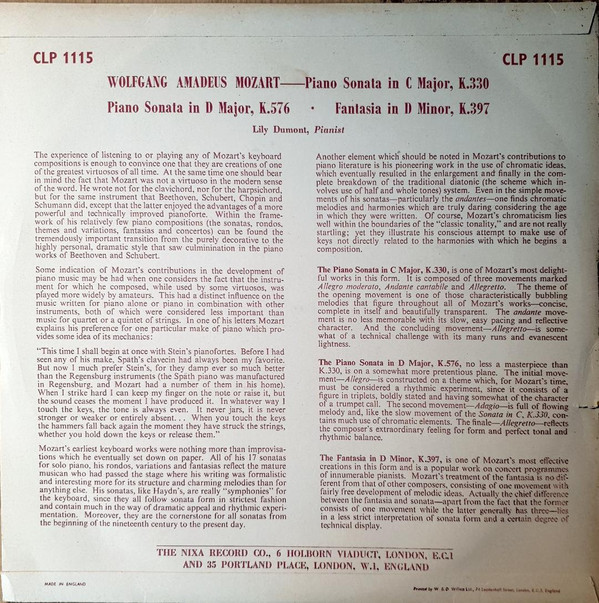 CLP 1115
CLP 1115
WOLFGANG AMADEUS MOZART——Piano Sonata in C Major, K.330
Piano Sonata in D Major, K.576 · Fantasia in D Minor, K.397
Lily Dumont, Pianist
The experience of listening to or playing any of Mozart's keyboard
compositions is enough to convince one that they are creations of one
of the greatest virtuosos of all time. At the same time one should bear
in mind the fact that Mozart was not a virtuoso in the modern sense
of the word. He wrote not for the clavichord, nor for the harpsichord,
but for the same instrument that Beethoven, Schubert, Chopin and
Schumann did, except that the latter enjoyed the advantages of a more
powerful and technically improved pianoforte. Within the frame-
work of his relatively few piano compositions (the sonatas, rondos,
themes and variations, fantasias and concertos) can be found the
tremendously important transition from the purely decorative to the
highly personal, dramatic style that saw culminination in the piano
works of Beethoven and Schubert.
Some indication of Mozart's contributions in the development of
piano music may be had when one considers the fact that the instru-
ment for which he composed, while used by some virtuosos, was
played more widely by amateurs. This had a distinct influence on the
music written for piano alone or piano in combination with other
instruments, both of which were considered less important than
music for quartet or a quintet of strings. In one of his letters Mozart
explains his preference for one particular make of piano which pro-
vides some idea of its mechanics:
"This time I shall begin at once with Stein's pianofortes. Before I had
seen any of his make, Späth's clavecin had always been my favorite.
But now I much prefer Stein's, for they damp ever so much better
than the Regensburg instruments (the Spath piano was manufactured
in Regensburg, and Mozart had a number of them in his home).
When I strike hard I can keep my finger on the note or raise it, but
the sound ceases the moment I have produced it. In whatever way I
touch the keys, the tone is always even. It never jars, it is never
stronger or weaker or entirely absent. . . When you touch the keys
the hammers fall back again the moment they have struck the strings,
whether you hold down the keys or release them."
Mozart's earliest keyboard works were nothing more than improvisa-
tions which he eventually set down on paper. All of his 17 sonatas
for solo piano, his rondos, variations and fantasias reflect the mature
musician who had passed the stage where his writing was formalistic
and interesting more for its structure and charming melodies than for
anything else. His sonatas, like Haydn's, are really "symphonies" for
the keyboard, since they all follow sonata form in strictest fashion
and contain much in the way of dramatic appeal and rhythmic experi-
mentation. Moreover, they are the cornerstone for all sonatas from
the beginning of the nineteenth century to the present day.
Another element which should be noted in Mozart's contributions to
piano literature is his pioneering work in the use of chromatic ideas,
which eventually resulted in the enlargement and finally in the com-
plete breakdown of the traditional diatonic (the scheme which in-
volves use of half and whole tones) system. Even in the simple move-
ments of his sonatas—particularly the andantes—one finds chromatic
melodies and harmonies which are truly daring considering the age
in which they were written. Of course, Mozart's chromaticism lies
well within the boundaries of the "classic tonality," and are not really
startling; yet they illustrate his conscious attempt to make use of
keys not directly related to the harmonies with which he begins a
composition.
The Piano Sonata in C Major, K.330, is one of Mozart's most delight-
ful works in this form. It is composed of three movements marked
Allegro moderato, Andante cantabile and Allegretto. The theme of
the opening movement is one of those characteristically bubbling
melodies that figure throughout all of Mozart's works—concise,
complete in itself and beautifully transparent. The andante move-
ment is no less memorable with its slow, easy pacing and reflective
character. And the concluding movement—Allegretto—is some-
what of a technical challenge with its many runs and evanescent
lightness.
The Piano Sonata in D Major, K.576, no less a masterpiece than
K.330, is on a somewhat more pretentious plane. The initial move-
ment—Allegro—is constructed on a theme which, for Mozart's time,
must be considered a rhythmic experiment, since it consists of a
figure in triplets, boldly stated and having somewhat of the character
of a trumpet call. The second movement—Adagio—is full of flowing
melody and, like the slow movement of the Sonata in C, K.330, con-
tains much use of chromatic elements. The finale—Allegretto—reflects
the composer's extraordinary feeling for form and perfect tonal and
rhythmic balance.
The Fantasia in D Minor, K.397, is one of Mozart's most effective
creations in this form and is a popular work on concert programmes
of innumerable pianists. Mozart's treatment of the fantasia is no dif-
ferent from that of other composers, consisting of one movement with
fairly free development of melodic ideas. Actually the chief difference
between the fantasia and sonata—apart from the fact that the former
consists of one movement while the latter generally has three—lies
in a less strict interpretation of sonata form and a certain degree of
technical display.
THE NIXA RECORD CO., 6 HOLBORN VIADUCT, LONDON, E.C.1
AND 35 PORTLAND PLACE, LONDON, W.1, ENGLAND
MADE IN ENGLAND
Printed by W. E. D.
London, E.C.2, England